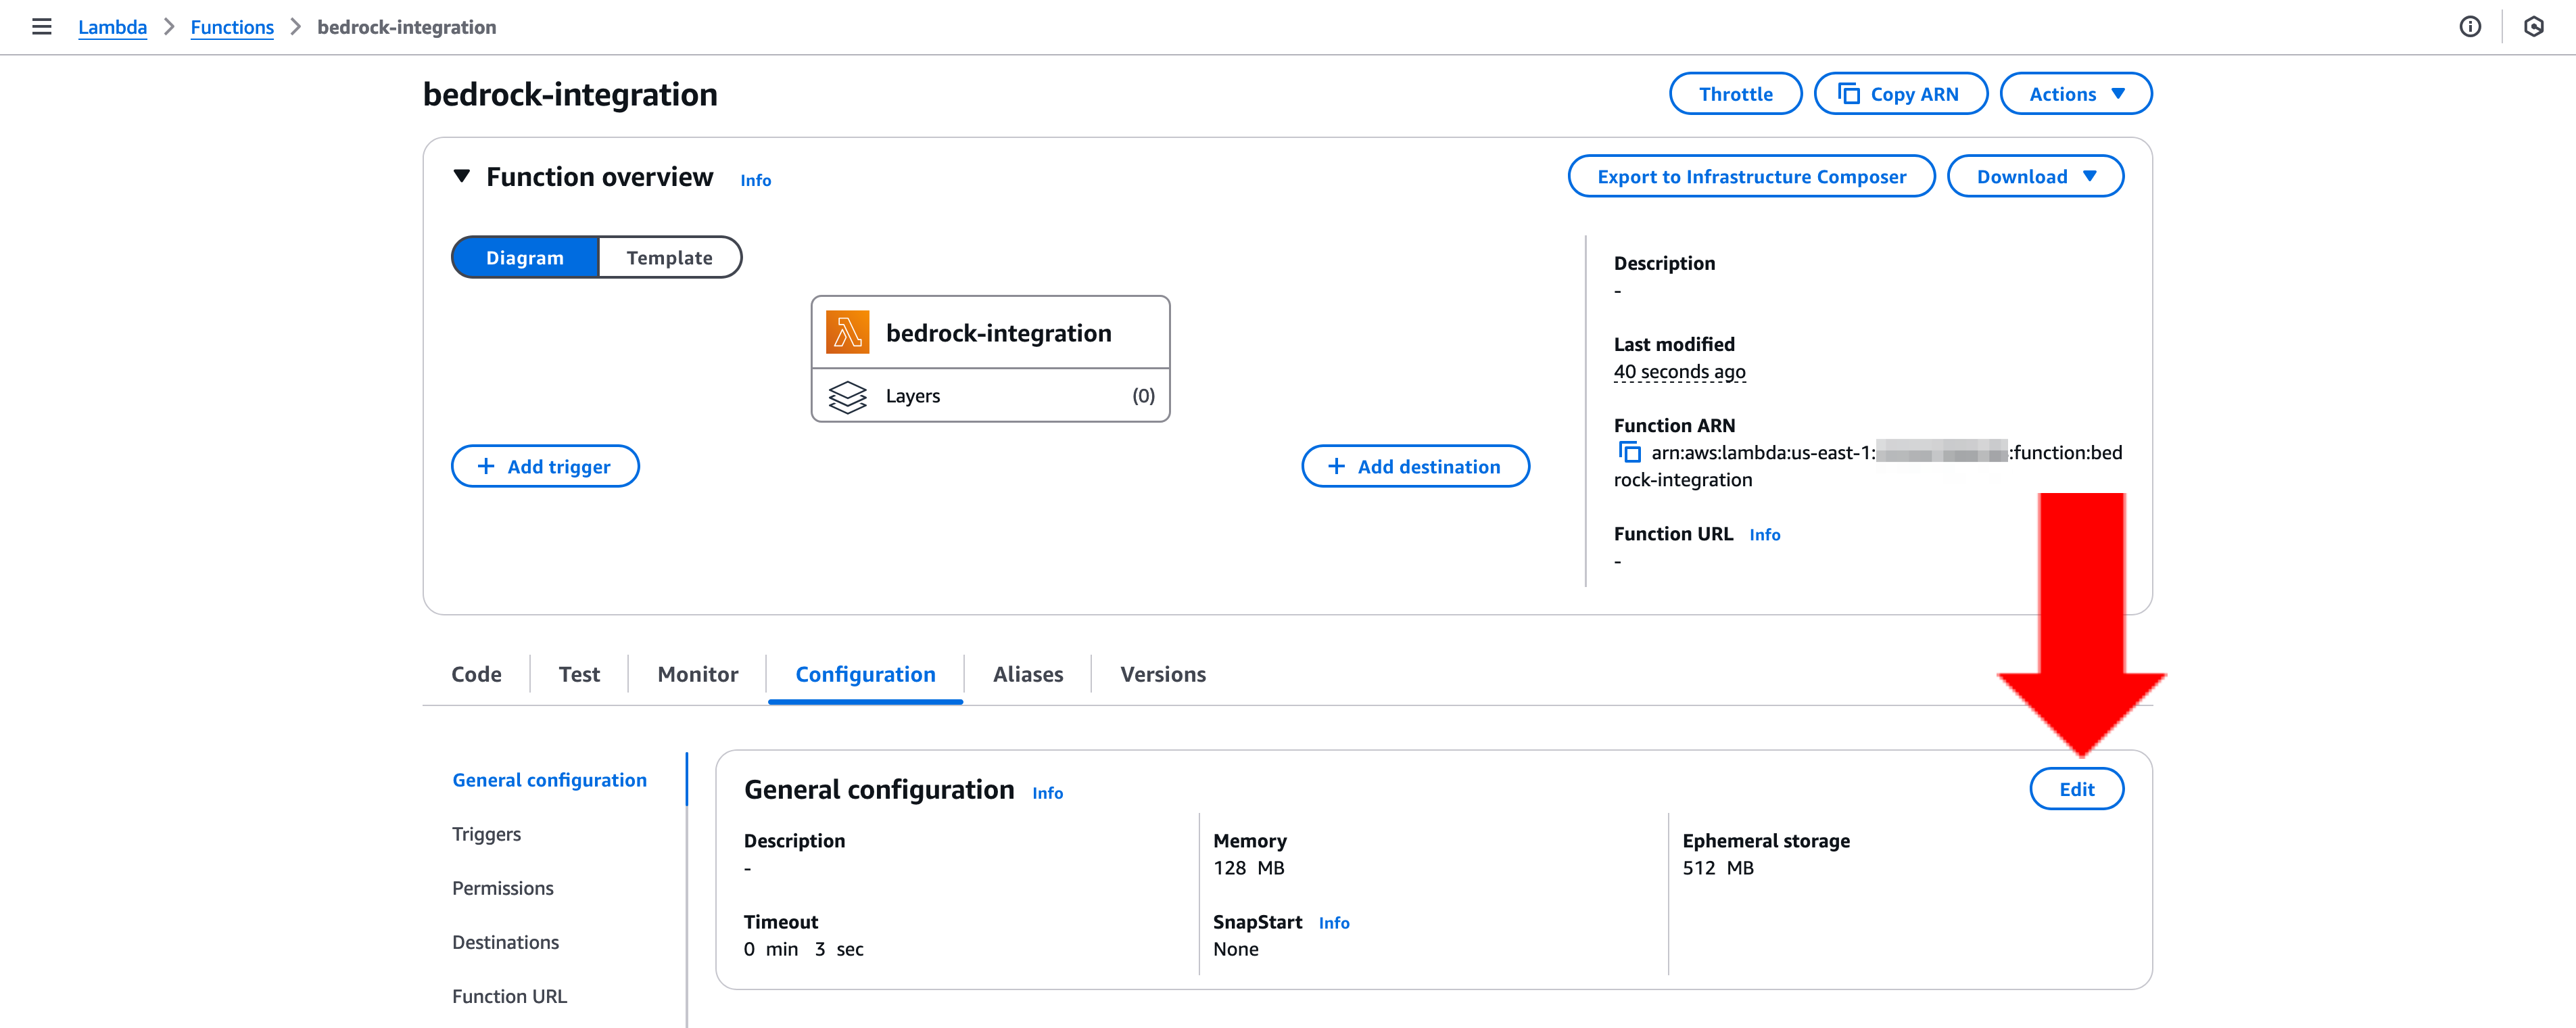 Lambda > Functions > bedrock-integration
bedrock-integration
Throttle
Copy ARN
Actions
Function overview Info
Export to Infrastructure Composer
Download
Diagram
Template
bedrock-integration
Layers (0)
+ Add trigger
+ Add destination
Description
-
Last modified
40 seconds ago
Function ARN
arn:aws:lambda:us-east-1: :function:bed
rock-integration
Function URL Info
-
Code
Test
Monitor
Configuration
Aliases
Versions
General configuration
Triggers
Permissions
Destinations
Function URL
General configuration Info
Edit
Description
-
Timeout
0 min 3 sec
Memory
128 MB
SnapStart Info
None
Ephemeral storage
512 MB